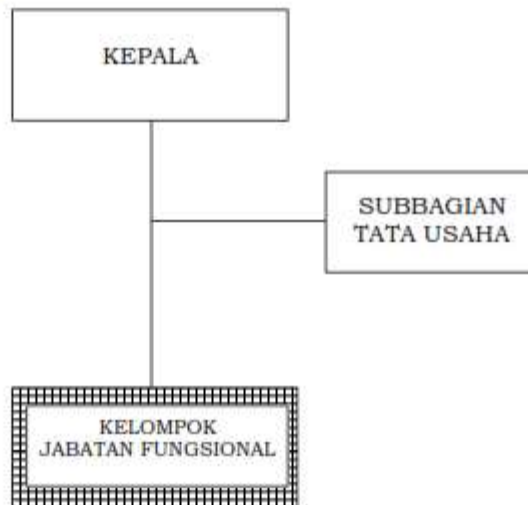 KEPALA
SUBBAGIAN
TATA USAHA
KELOMPOK
JABATAN FUNGSIONAL